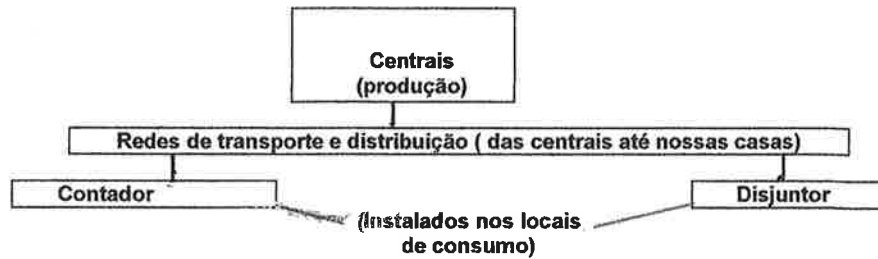 Centrais
(produção)
Redes de transporte e distribuição ( das centrais até nossas casas)
Contador
Disjuntor
(Instalados nos locais
de consumo)